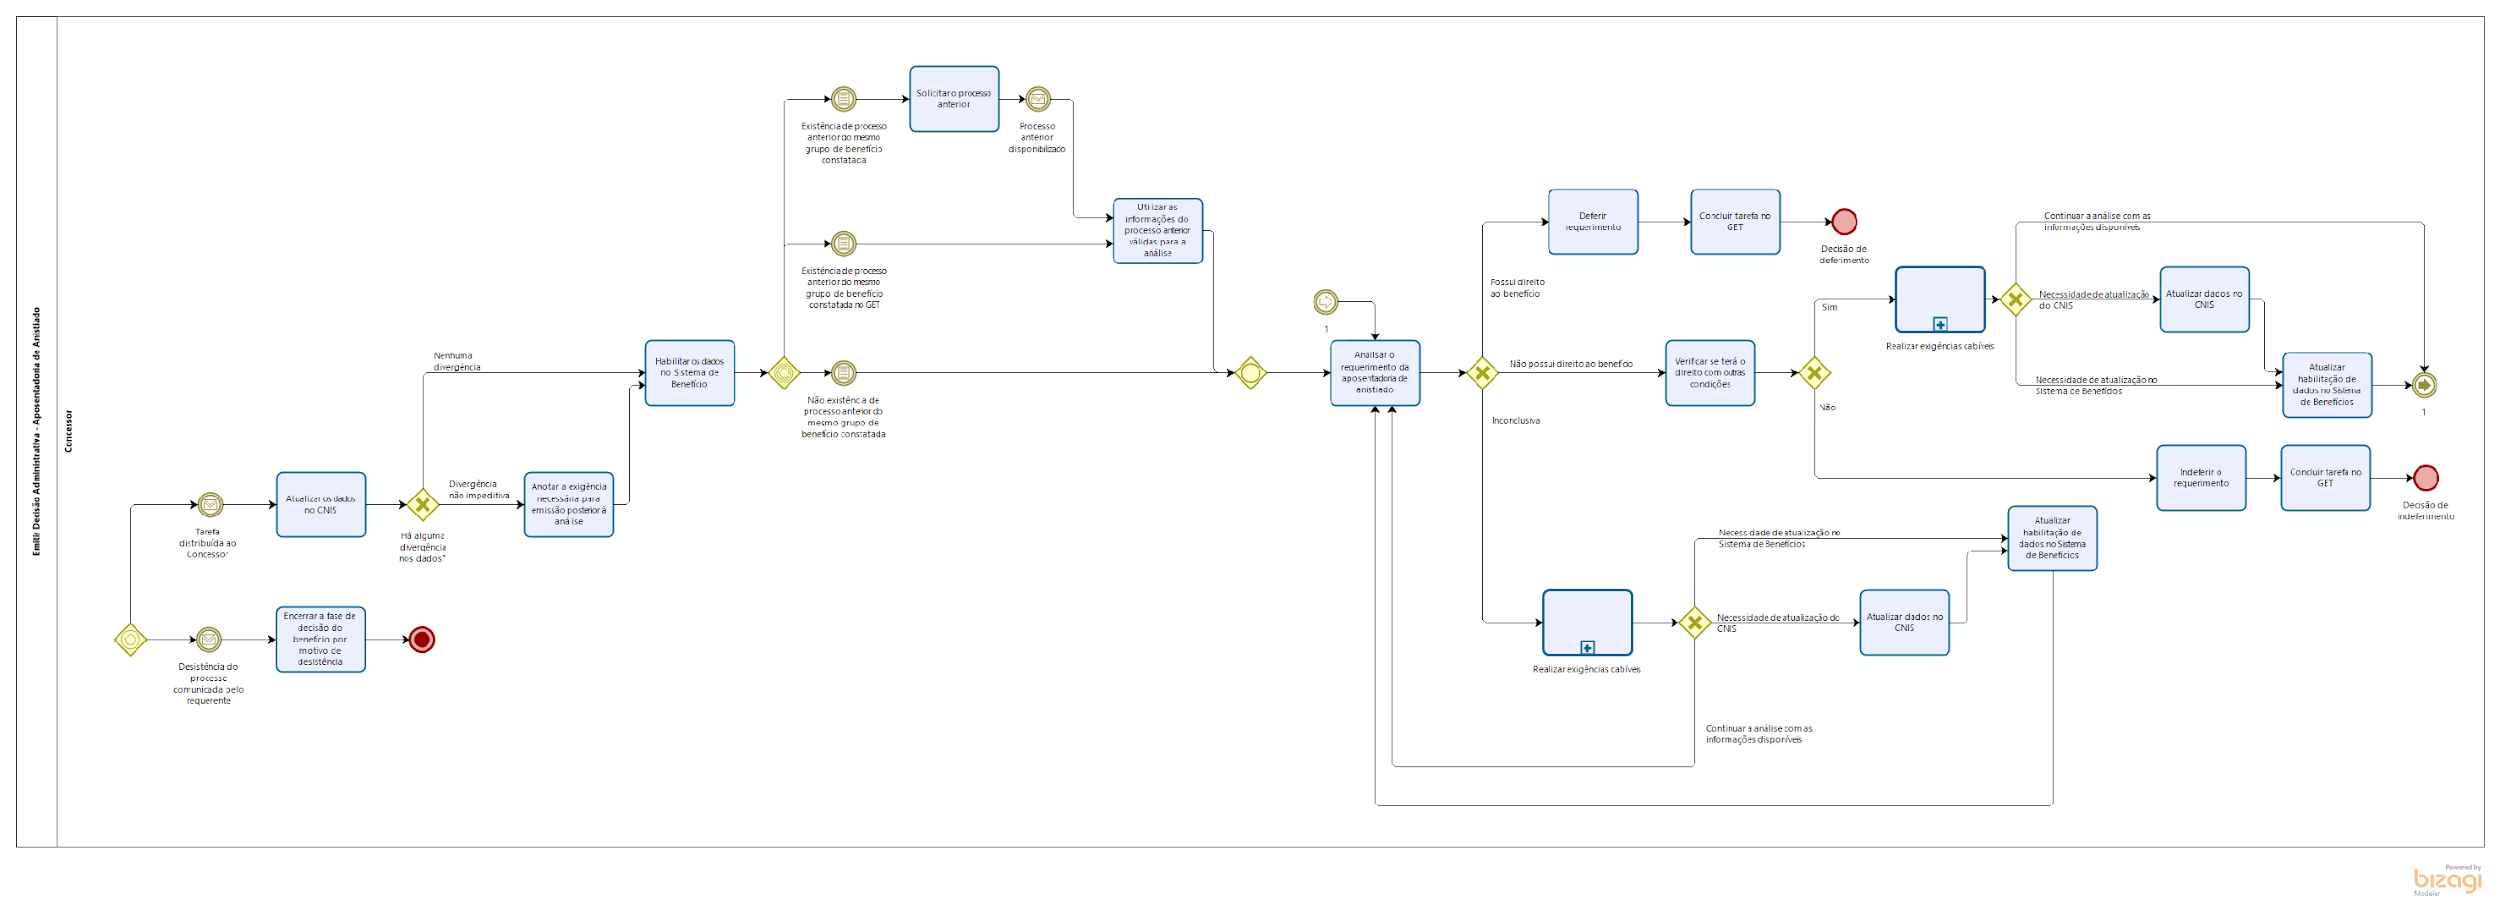 Emitir Decisão Administrativa - Aposentadoria de Anistiado
Concessor
Tarefa
distribuída ao
Concessor
Desistência do
processo
comunicada pelo
requerente
Atualizar os dados
no CNIS
Encerrar a fase de
decisão do
benefício por
motivo de
desistência
Há alguma
divergência
nos dados?
Nenhuma
divergência
Divergência
não impeditiva
Anotar a exigência
necessária para
emissão posterior à
análise
Habilitar os dados
no Sistema de
Benefício
Existência de processo
anterior do mesmo
grupo de benefício
constatada
Solicitar o processo
anterior
Processo
anterior
disponibilizado
Existência de processo
anterior do mesmo
grupo de benefício
constatada no GET
Não existência de
processo anterior do
mesmo grupo de
benefício constatada
Utilizar as
informações do
processo anterior
válidas para a
análise
1
Analisar o
requerimento da
aposentadoria de
anistiado
Possui direito
ao benefício
Deferir
requerimento
Concluir tarefa no
GET
Decisão de
deferimento
Não possui direito ao benefício
Verificar se terá o
direito com outras
condições
Sim
Não
Realizar exigências cabíveis
Continuar a análise com as
informações disponíveis
Necessidade de atualização
do CNIS
Atualizar dados no
CNIS
Necessidade de atualização no
Sistema de Benefícios
Atualizar
habilitação de
dados no Sistema
de Benefícios
1
Indeferir o
requerimento
Concluir tarefa no
GET
Decisão de
indeferimento
Inconclusiva
Realizar exigências cabíveis
Necessidade de atualização no
Sistema de Benefícios
Necessidade de atualização do
CNIS
Atualizar dados no
CNIS
Atualizar
habilitação de
dados no Sistema
de Benefícios
Continuar a análise com as
informações disponíveis
Powered by
bizagi
Modeler